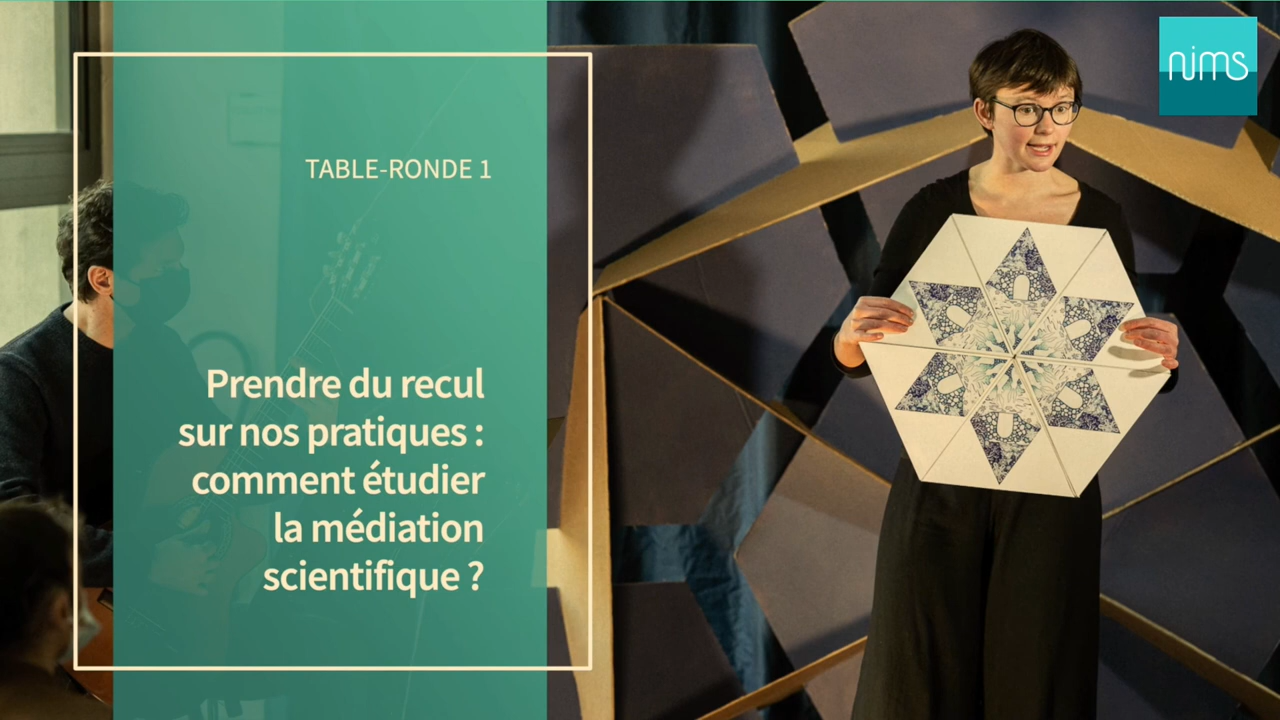 TABLE-RONDE 1
Prendre du recul
sur nos pratiques :
comment étudier
la médiation
scientifique ?
nims